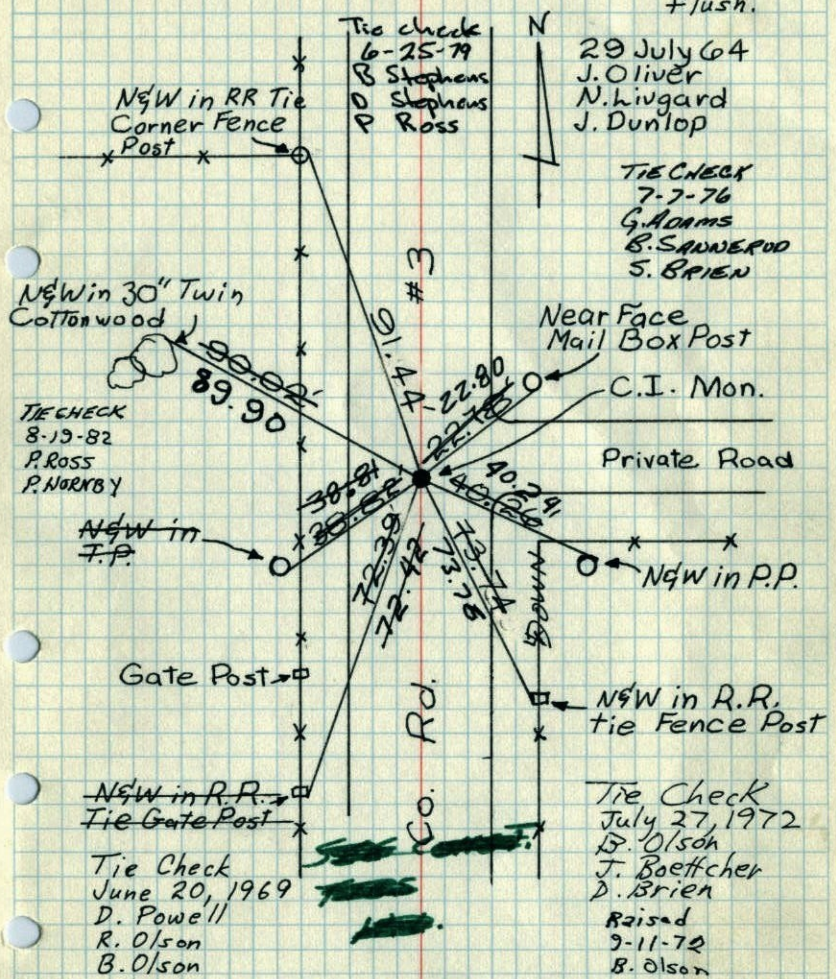 Flush.
Tie check
6-25-79
B Stephens
D Stephens
P Ross
N
29 July 64
J. Oliver
N. Livgard
J. Dunlop
N&W in RR Tie
Corner Fence
Post
TIE CHECK
7-7-76
G. ADAMS
B. SANNERUD
S. BRIEN
# 3
N&W in 30" Twin
Cottonwood
Near Face
Mail Box Post
C.I. Mon.
91.44
90.02
89.90
22.80
22.78
TIE CHECK
8-19-82
P. ROSS
P. HORNBY
Private Road
38.81
38.82
40.24
40.26
N&W in
T.P.
N&W in P.P.
72.39
72.42
73.74
73.78
DOWN
Gate Post
N&W in R.R.
tie Fence Post
Co. Rd.
N&W in R.R.
Tie Gate Post
Tie Check
June 20, 1969
D. Powell
R. Olson
B. Olson
Tie Check
July 27, 1972
B. Olson
J. Boettcher
D. Brien
Raised
9-11-72
B. Olson